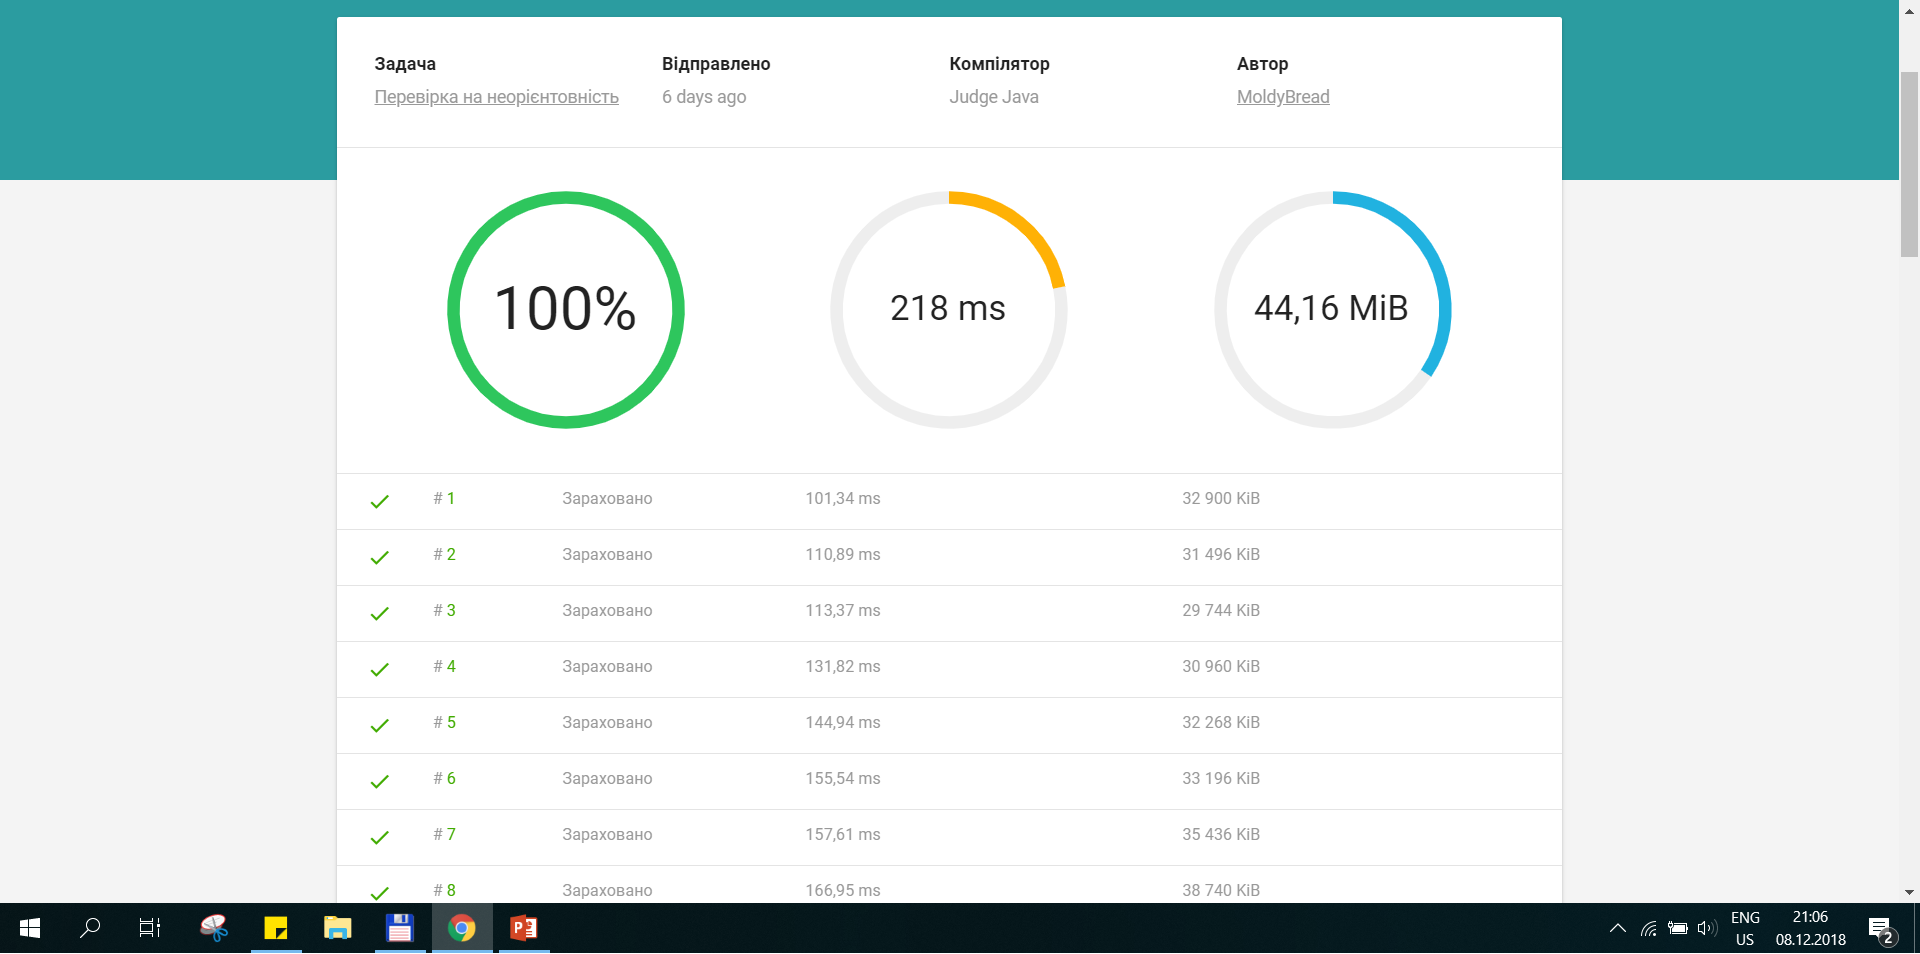 Задача Відправлено Компілятор Автор
Перевірка на неорієнтовність 6 days ago Judge Java MoldyBread
100% 218 ms 44,16 MiB
# 1 Зараховано 101,34 ms 32 900 KiB
# 2 Зараховано 110,89 ms 31 496 KiB
# 3 Зараховано 113,37 ms 29 744 KiB
# 4 Зараховано 131,82 ms 30 960 KiB
# 5 Зараховано 144,94 ms 32 268 KiB
# 6 Зараховано 155,54 ms 33 196 KiB
# 7 Зараховано 157,61 ms 35 436 KiB
# 8 Зараховано 166,95 ms 38 740 KiB
ENG 21:06
US 08.12.2018 2